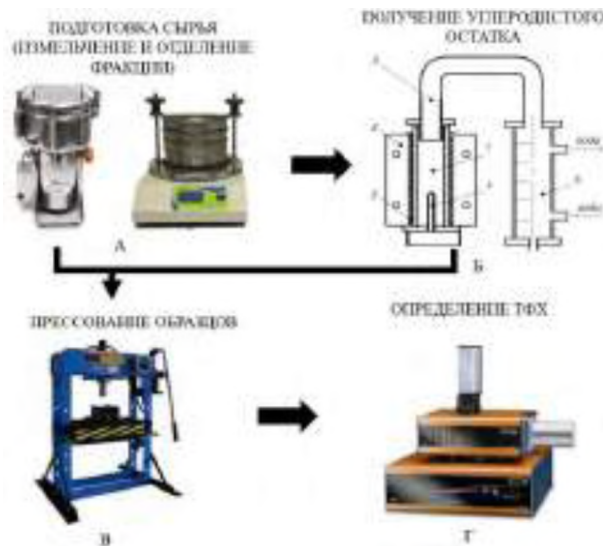 ПОДГОТОВКА СЫРЬЯ
(ИЗМЕЛЬЧЕНИЕ И ОТДЕЛЕНИЕ
ФРАКЦИИ)
ПОЛУЧЕНИЕ УГЛЕРОДИСТОГО
ОСТАТКА
А
Б
ПРЕССОВАНИЕ ОБРАЗЦОВ
ОПРЕДЕЛЕНИЕ ТФХ
В
Г